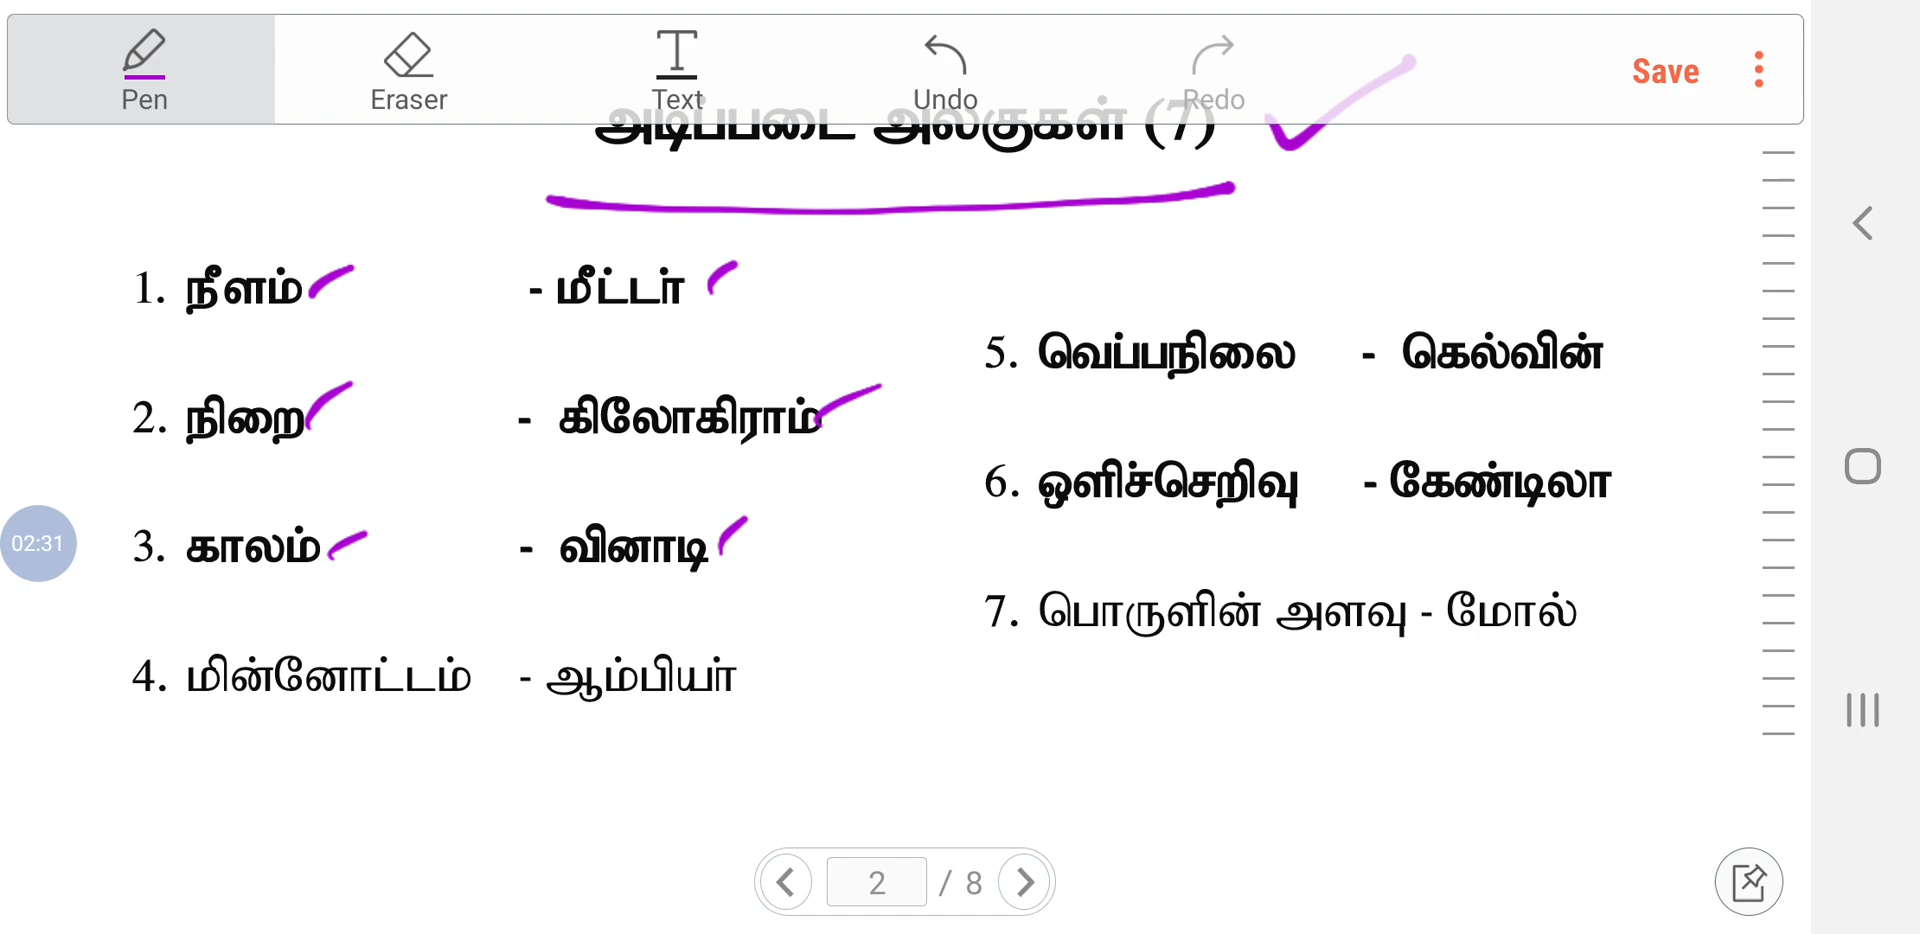 Pen
Eraser
Text
Undo
Redo
Save
அடிப்படை அலகுகள் (7)
1. நீளம் - மீட்டர்
2. நிறை - கிலோகிராம்
3. காலம் - வினாடி
4. மின்னோட்டம் - ஆம்பியர்
5. வெப்பநிலை - கெல்வின்
6. ஒளிச்செறிவு - கேண்டிலா
7. பொருளின் அளவு - மோல்
02:31
2 / 8